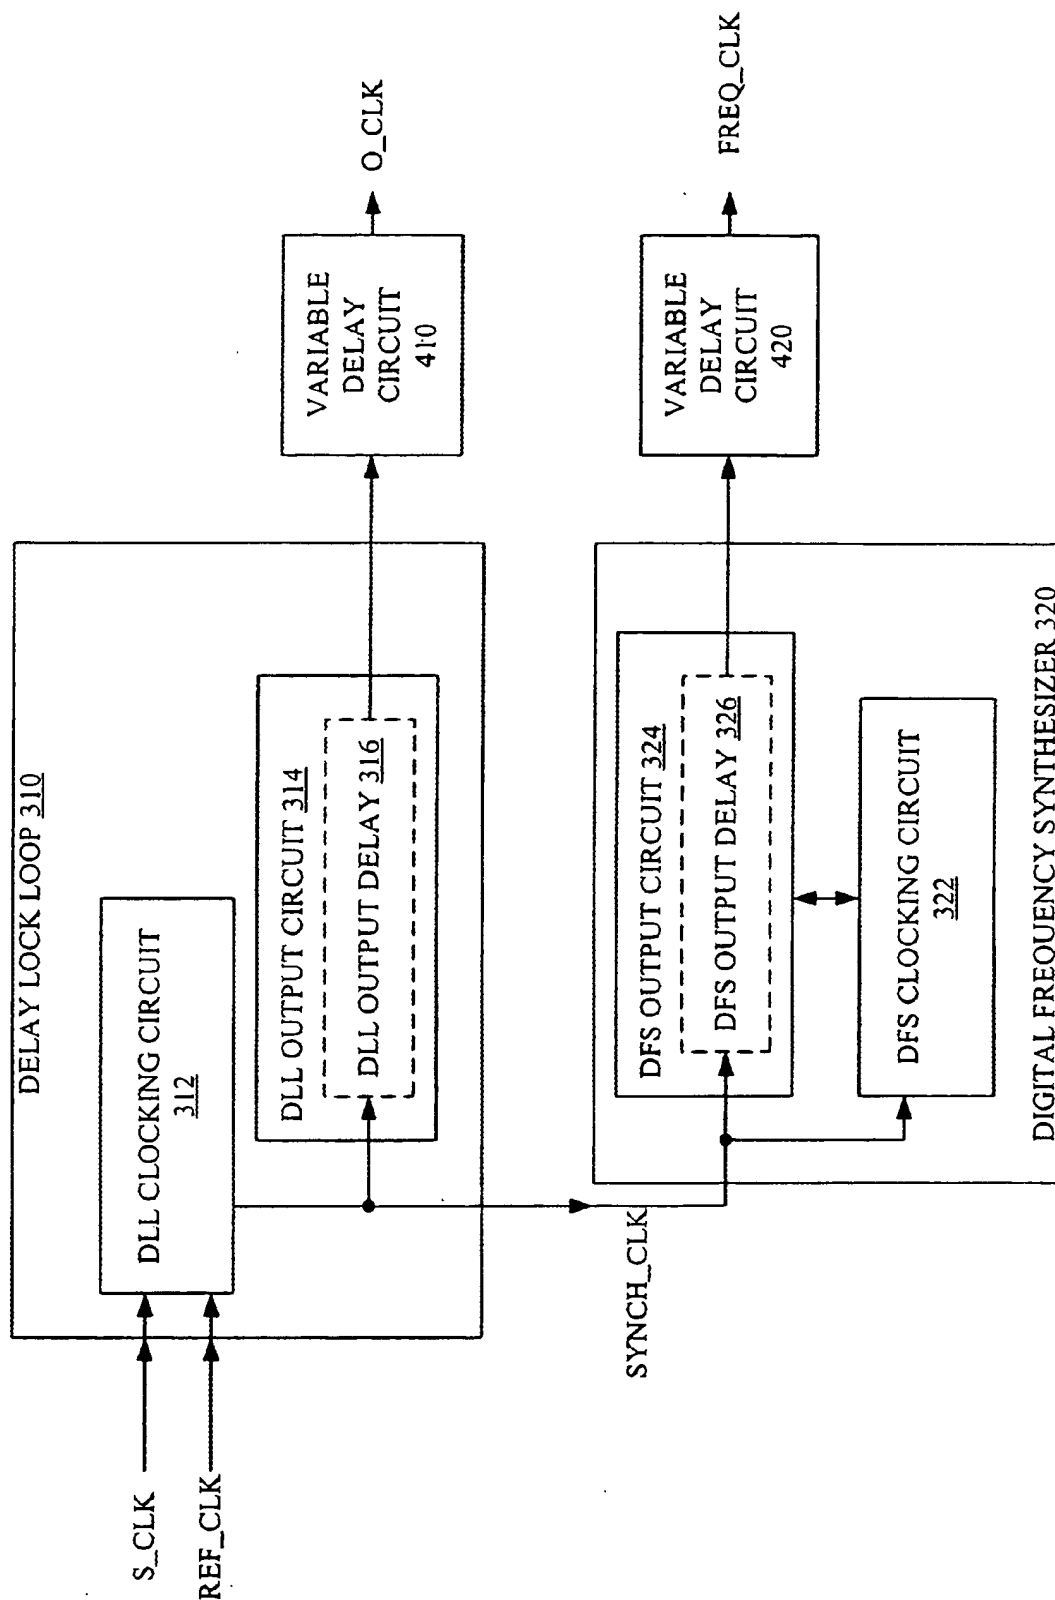 S_CLK
REF_CLK
DELAY LOCK LOOP 310
DLL CLOCKING CIRCUIT
312
DLL OUTPUT CIRCUIT 314
DLL OUTPUT DELAY 316
VARIABLE
DELAY
CIRCUIT
410
O_CLK
SYNCH_CLK
DFS OUTPUT CIRCUIT 324
DFS OUTPUT DELAY 326
DFS CLOCKING CIRCUIT
322
DIGITAL FREQUENCY SYNTHESIZER 320
VARIABLE
DELAY
CIRCUIT
420
FREQ_CLK